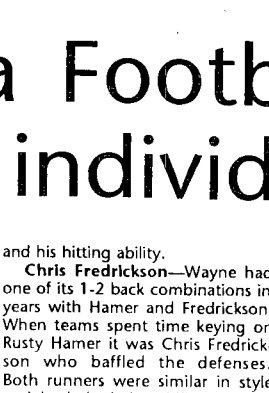 a Footb
individ
and his hitting ability.
Chris Fredrickson—Wayne had
one of its 1-2 back combinations in
years with Hamer and Fredrickson
When teams spent time keying on
Rusty Hamer it was Chris Fredrick-
son who baffled the defenses.
Both runners were similar in style